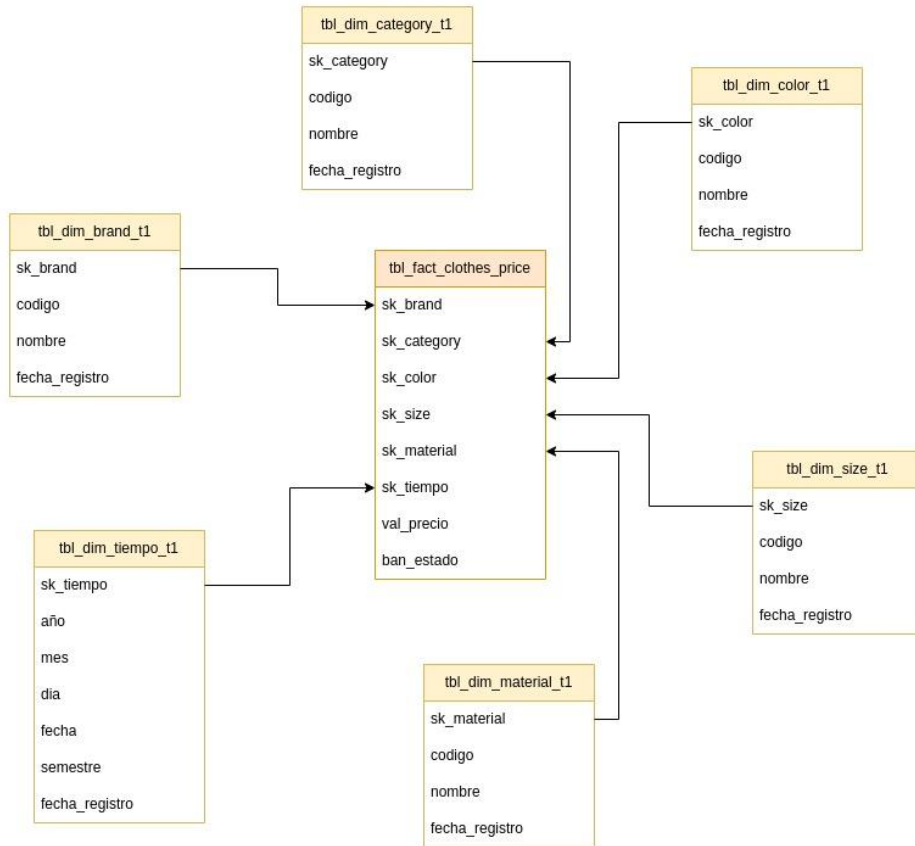 tbl_dim_category_t1
sk_category
codigo
nombre
fecha_registro
tbl_dim_color_t1
sk_color
codigo
nombre
fecha_registro
tbl_dim_brand_t1
sk_brand
codigo
nombre
fecha_registro
tbl_fact_clothes_price
sk_brand
sk_category
sk_color
sk_size
sk_material
sk_tiempo
val_precio
ban_estado
tbl_dim_size_t1
sk_size
codigo
nombre
fecha_registro
tbl_dim_tiempo_t1
sk_tiempo
año
mes
dia
fecha
semestre
fecha_registro
tbl_dim_material_t1
sk_material
codigo
nombre
fecha_registro